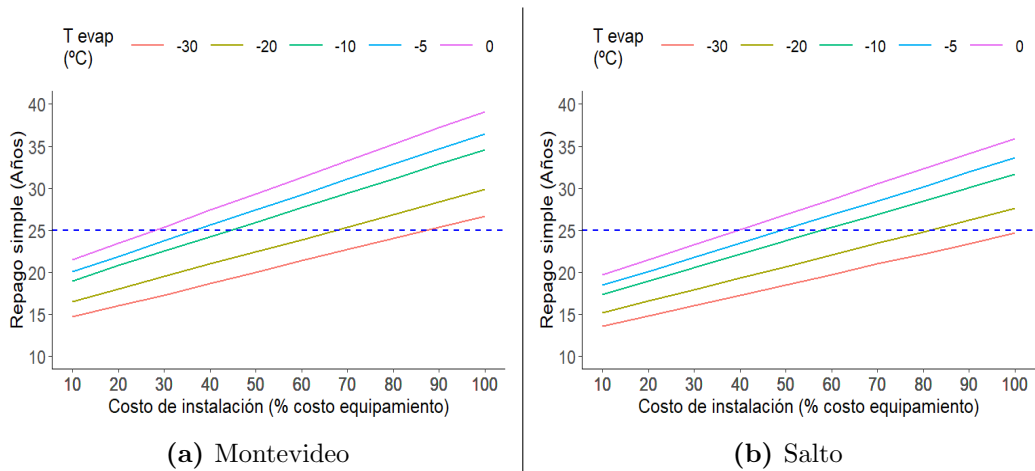 T evap
(ºC)
-30 -20 -10 -5 0
Repago simple (Años)
40
35
30
25
20
15
10
10 20 30 40 50 60 70 80 90 100
Costo de instalación (% costo equipamiento)
(a) Montevideo
T evap
(ºC)
-30 -20 -10 -5 0
Repago simple (Años)
40
35
30
25
20
15
10
10 20 30 40 50 60 70 80 90 100
Costo de instalación (% costo equipamiento)
(b) Salto